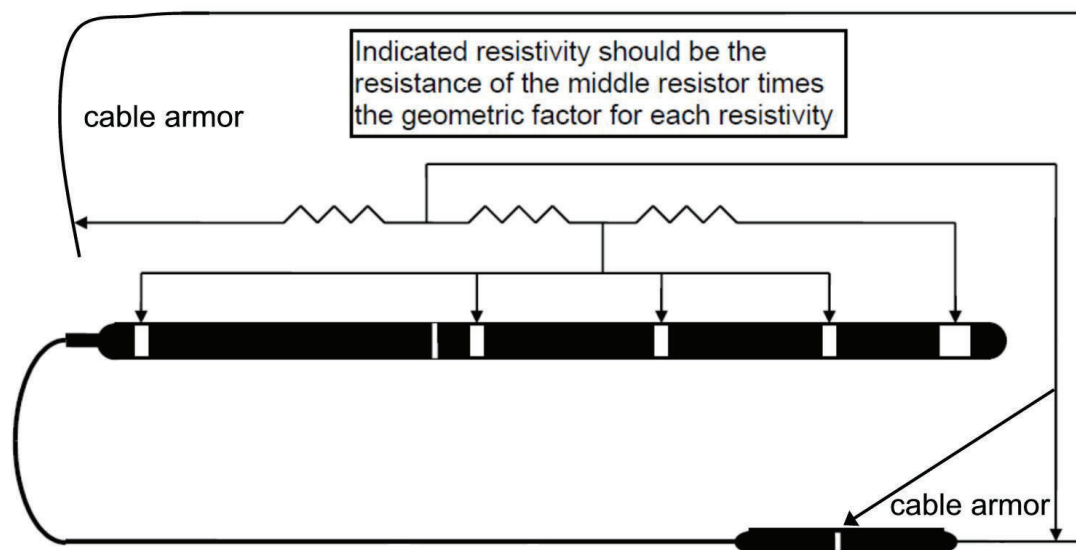 Indicated resistivity should be the
resistance of the middle resistor times
the geometric factor for each resistivity
cable armor
cable armor